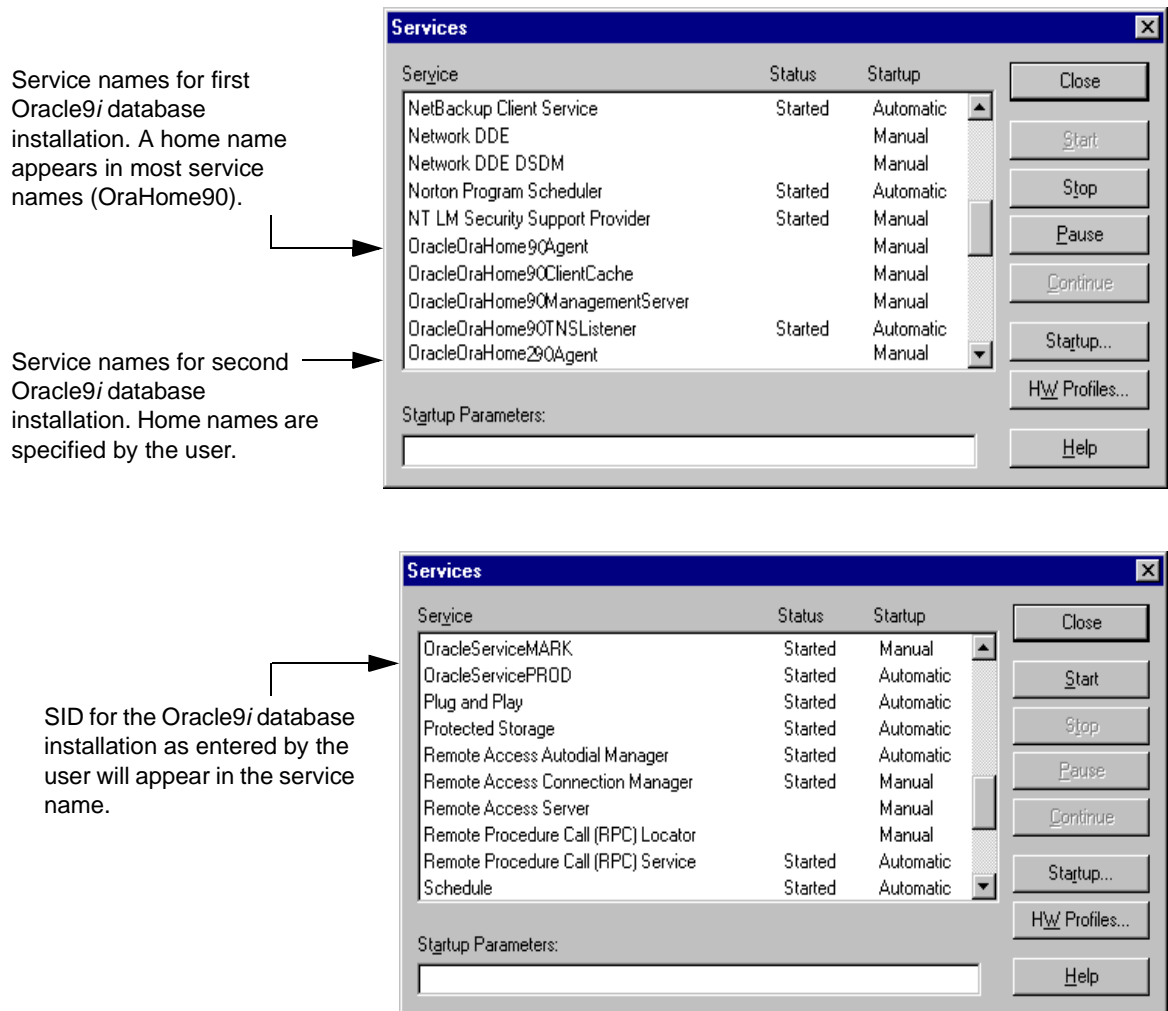 Services
Service Status Startup
Service names for first
Oracle9i database
installation. A home name
appears in most service
names (OraHome90).
NetBackup Client Service Started Automatic
Network DDE Manual
Network DDE DSDM Manual
Norton Program Scheduler Started Automatic
NT LM Security Support Provider Started Manual
OracleOraHome90Agent Manual
OracleOraHome90ClientCache Manual
OracleOraHome90ManagementServer Manual
OracleOraHome90TNSListener Started Automatic
OracleOraHome290Agent Manual
Close
Start
Stop
Pause
Continue
Startup...
HW Profiles...
Help
Service names for second
Oracle9i database
installation. Home names are
specified by the user.
Startup Parameters:
Services
Service Status Startup
OracleServiceMARK Started Manual
OracleServicePROD Started Automatic
Plug and Play Started Automatic
Protected Storage Started Automatic
Remote Access Autodial Manager Started Automatic
Remote Access Connection Manager Started Manual
Remote Access Server Manual
Remote Procedure Call (RPC) Locator Manual
Remote Procedure Call (RPC) Service Started Automatic
Schedule Started Automatic
Close
Start
Stop
Pause
Continue
Startup...
HW Profiles...
Help
SID for the Oracle9i database
installation as entered by the
user will appear in the service
name.
Startup Parameters: